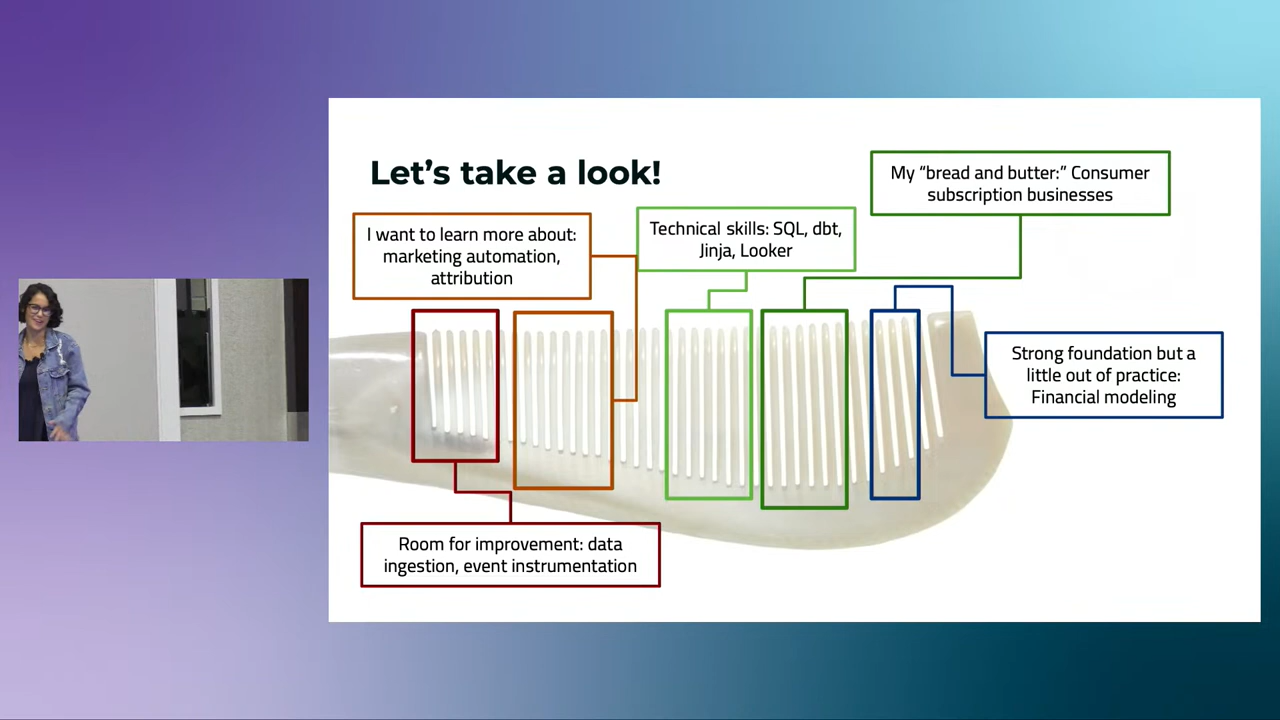 Let's take a look!
My “bread and butter:” Consumer
subscription businesses
I want to learn more about:
marketing automation,
attribution
Technical skills: SQL, dbt,
Jinja, Looker
Strong foundation but a
little out of practice:
Financial modeling
Room for improvement: data
ingestion, event instrumentation